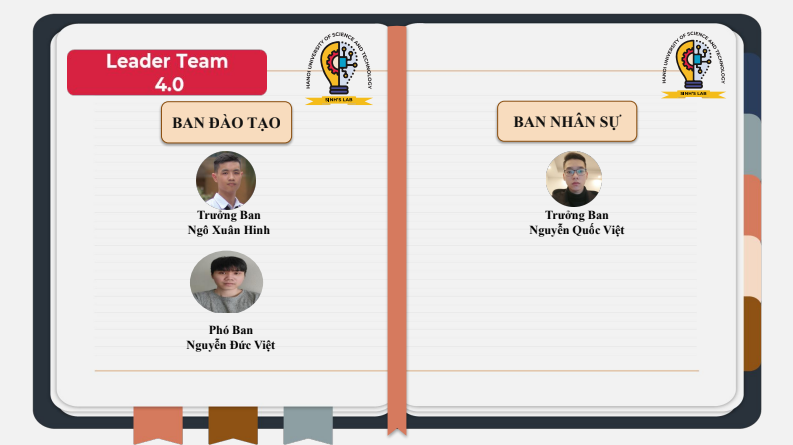 Leader Team
4.0
HANOI UNIVERSITY OF SCIENCE AND TECHNOLOGY
SINH'S LAB
BAN ĐÀO TẠO
Trưởng Ban
Ngô Xuân Hinh
Phó Ban
Nguyễn Đức Việt
HANOI UNIVERSITY OF SCIENCE AND TECHNOLOGY
SINH'S LAB
BAN NHÂN SỰ
Trưởng Ban
Nguyễn Quốc Việt